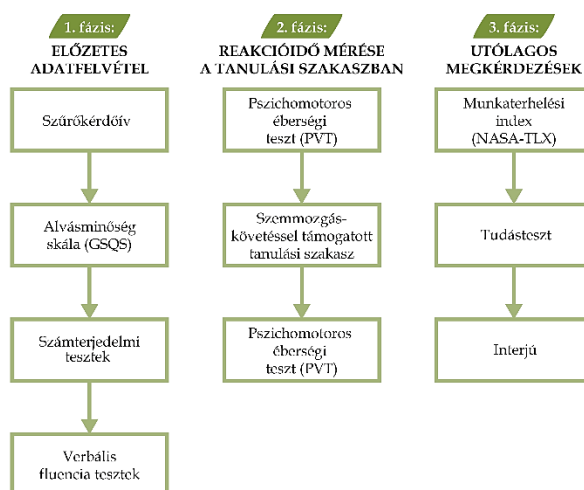 1. fázis:
ELŐZETES
ADATFELVÉTEL
Szűrőkérdőív
Alvásminőség
skála (GSQS)
Számterjedelmi
tesztek
Verbális
fluencia tesztek
2. fázis:
REAKCIÓIDŐ MÉRÉSE
A TANULÁSI SZAKASZBAN
Pszichomotoros
éberségi
teszt (PVT)
Szemmozgás-
követéssel támogatott
tanulási szakasz
Pszichomotoros
éberségi
teszt (PVT)
3. fázis:
UTÓLAGOS
MEGKÉRDEZÉSEK
Munkaterhelési
index
(NASA-TLX)
Tudásteszt
Interjú